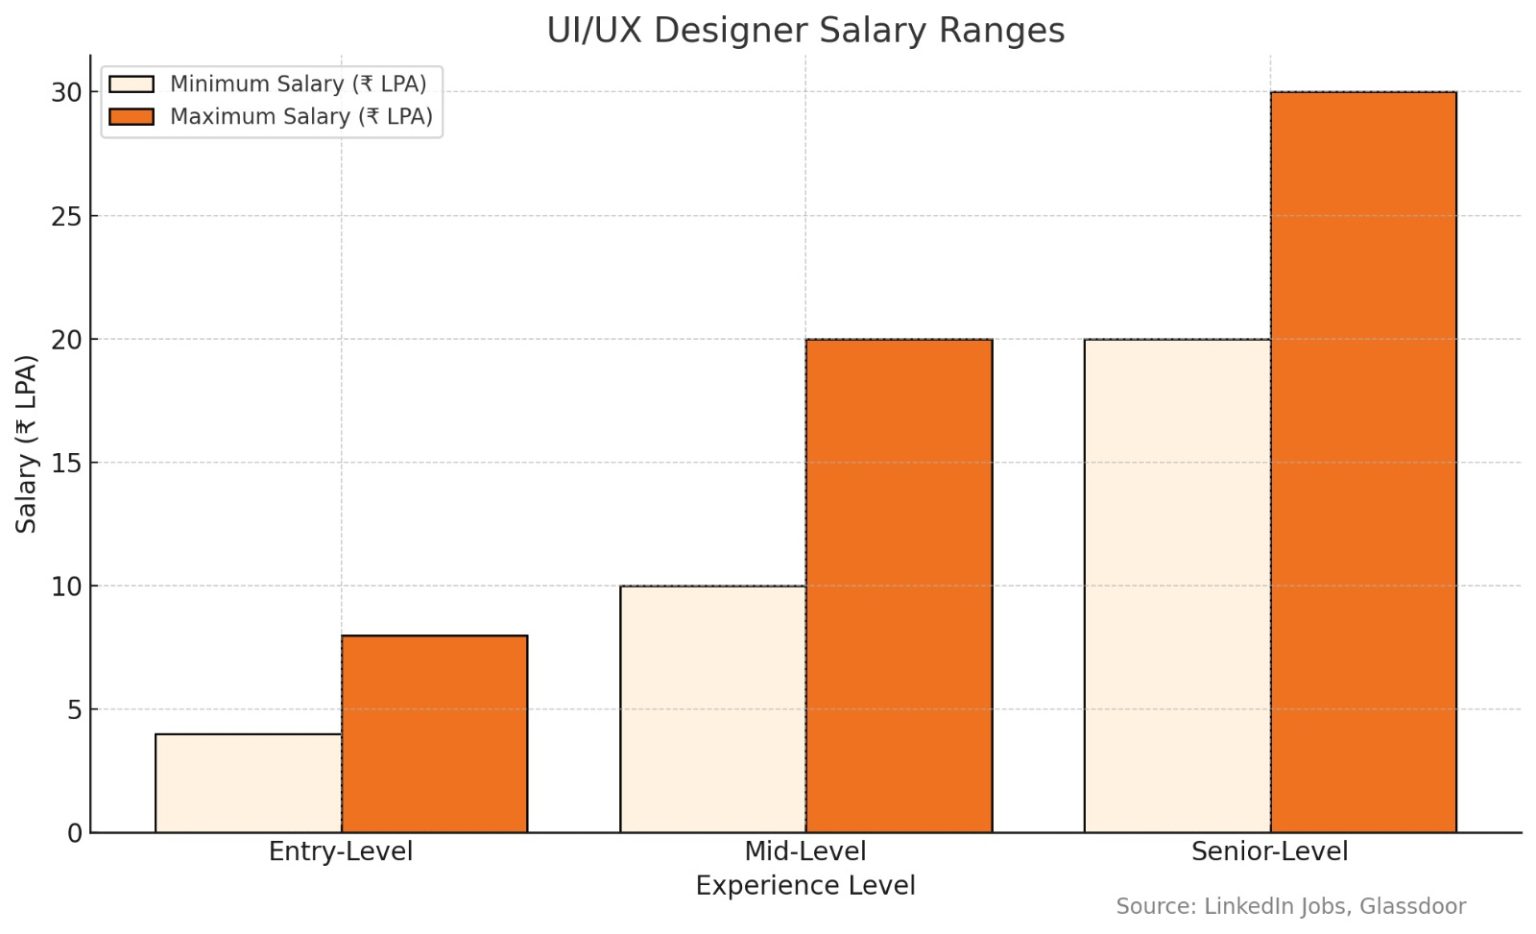 UI/UX Designer Salary Ranges
Minimum Salary (₹ LPA)
Maximum Salary (₹ LPA)
Salary (₹ LPA)
30
25
20
15
10
5
0
Entry-Level
Mid-Level
Senior-Level
Experience Level
Source: LinkedIn Jobs, Glassdoor